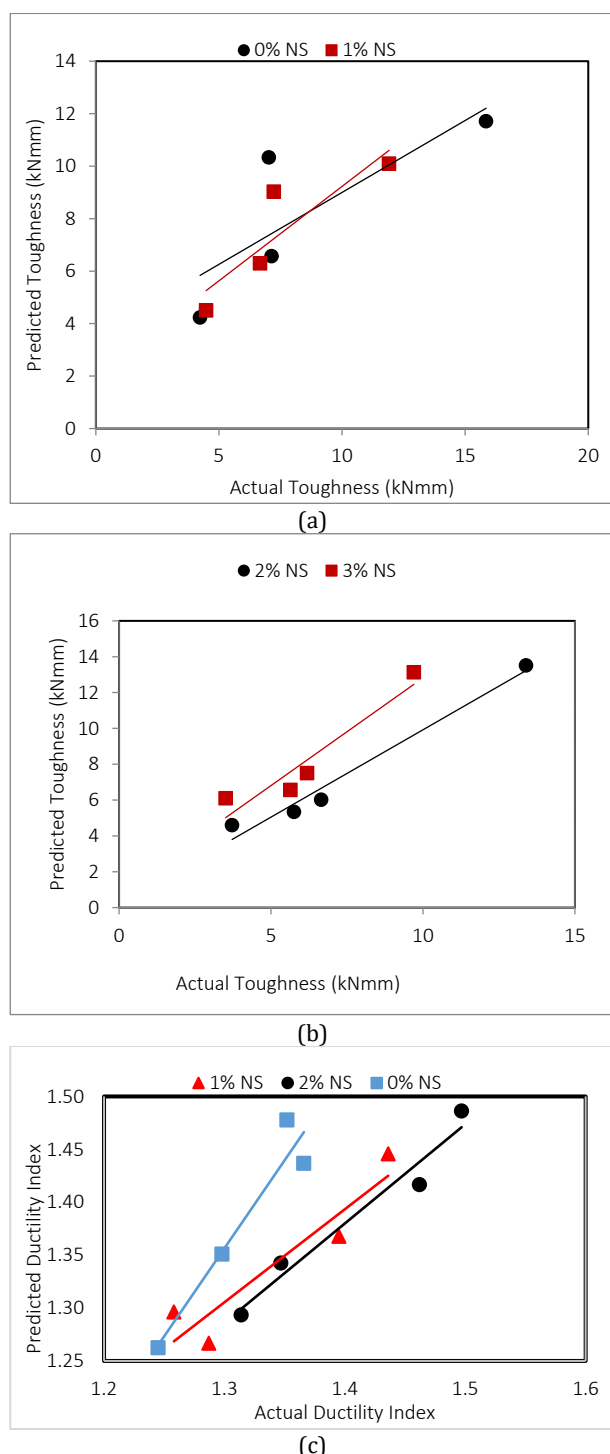 0% NS 1% NS
14
12
10
8
6
4
2
0
0 5 10 15 20
Predicted Toughness (kNmm)
Actual Toughness (kNmm)
(a)
2% NS 3% NS
16
14
12
10
8
6
4
2
0
0 5 10 15
Predicted Toughness (kNmm)
Actual Toughness (kNmm)
(b)
1% NS 2% NS 0% NS
1.50
1.45
1.40
1.35
1.30
1.25
1.2 1.3 1.4 1.5 1.6
Predicted Ductility Index
Actual Ductility Index
(c)